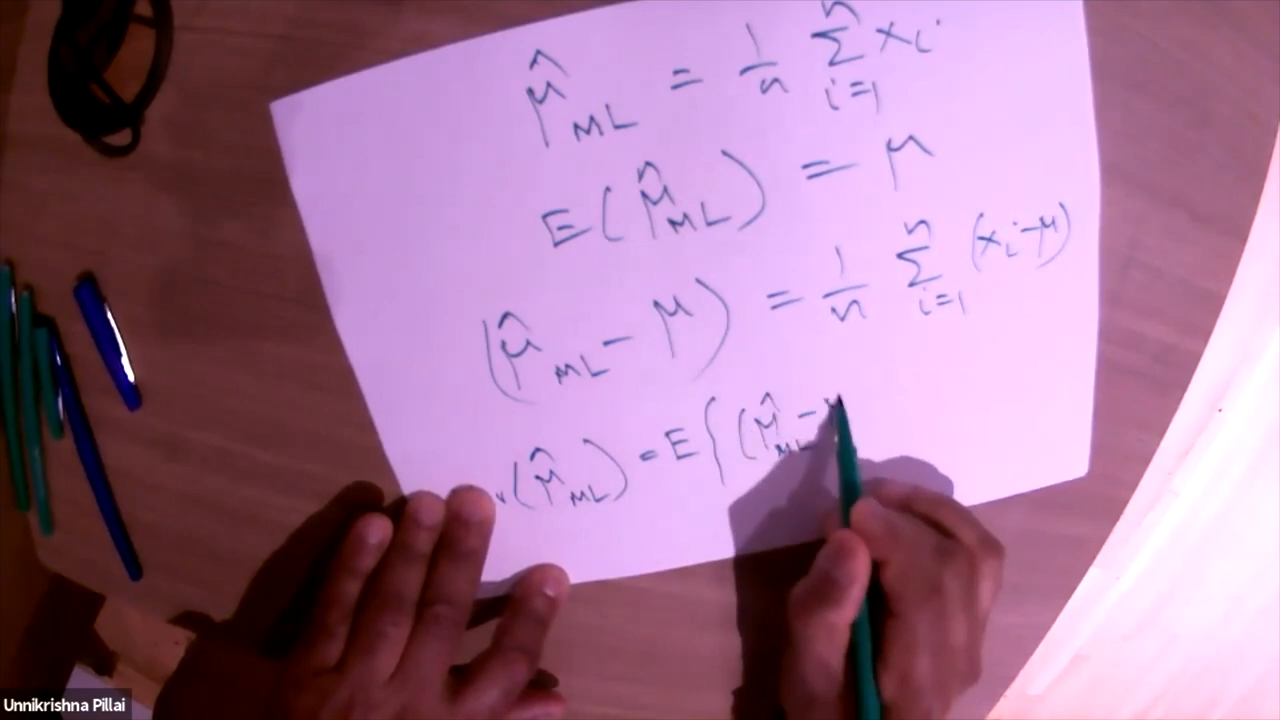 μ̂_ML = 1/n Σ_{i=1}^{n} x_i
E(μ̂_ML) = μ
(μ̂_ML - μ) = 1/n Σ_{i=1}^{n} (x_i - μ)
(μ̂_ML) = E{(μ̂_ML -
Unnikrishna Pillai